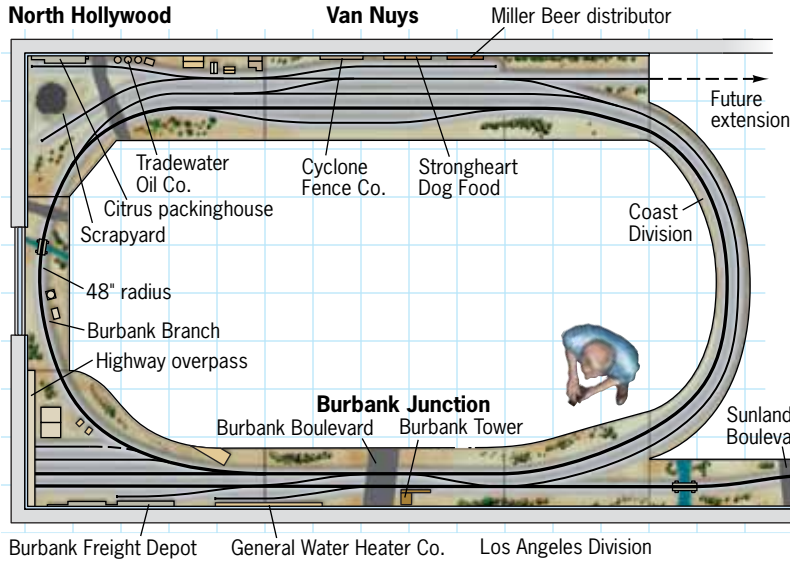 North Hollywood
Van Nuys
Miller Beer distributor
Future
extension
Tradewater
Oil Co.
Cyclone
Fence Co.
Strongheart
Dog Food
Citrus packinghouse
Scrapyard
Coast
Division
48" radius
Burbank Branch
Highway overpass
Burbank Junction
Burbank Boulevard
Burbank Tower
Sunland
Bouleva
Burbank Freight Depot
General Water Heater Co.
Los Angeles Division